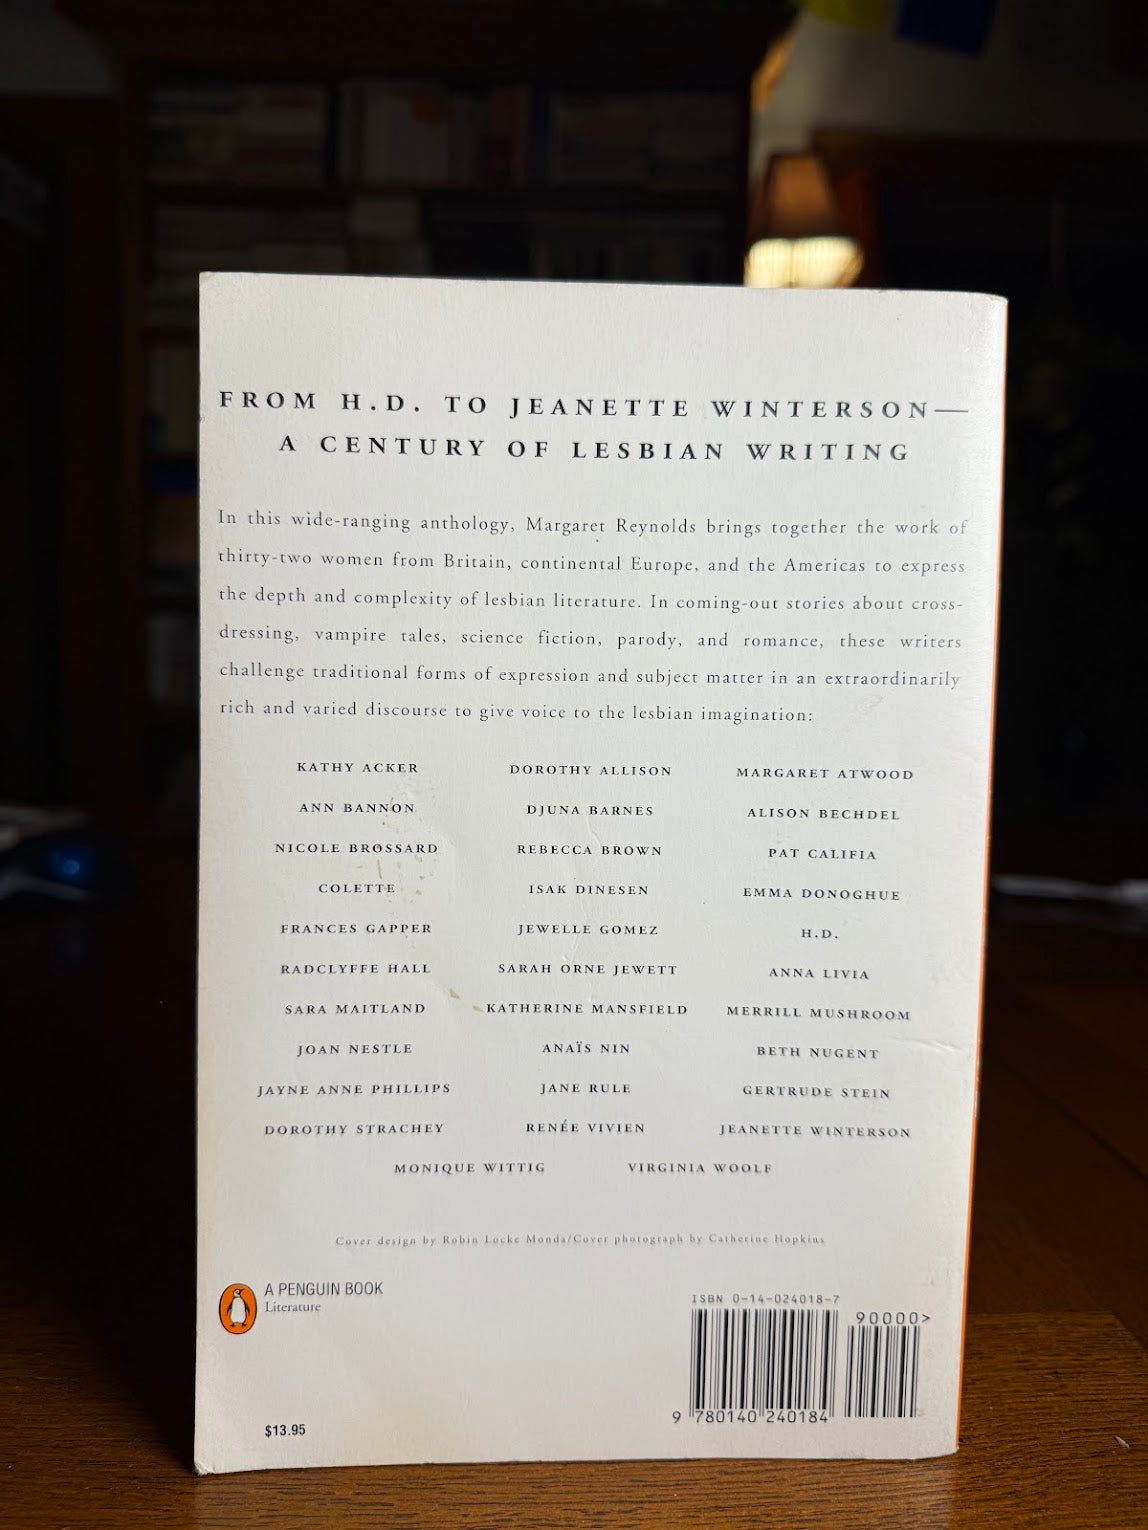 FROM H.D. TO JEANETTE WINTERSON—
A CENTURY OF LESBIAN WRITING
In this wide-ranging anthology, Margaret Reynolds brings together the work of
thirty-two women from Britain, continental Europe, and the Americas to express
the depth and complexity of lesbian literature. In coming-out stories about cross-
dressing, vampire tales, science fiction, parody, and romance, these writers
challenge traditional forms of expression and subject matter in an extraordinarily
rich and varied discourse to give voice to the lesbian imagination:
KATHY ACKER DOROTHY ALLISON MARGARET ATWOOD
ANN BANNON DJUNA BARNES ALISON BECHDEL
NICOLE BROSSARD REBECCA BROWN PAT CALIFIA
COLETTE ISAK DINESEN EMMA DONOGHUE
FRANCES GAPPER JEWELLE GOMEZ H.D.
RADCLYFFE HALL SARAH ORNE JEWETT ANNA LIVIA
SARA MAITLAND KATHERINE MANSFIELD MERRILL MUSHROOM
JOAN NESTLE ANAÏS NIN BETH NUGENT
JAYNE ANNE PHILLIPS JANE RULE GERTRUDE STEIN
DOROTHY STRACHEY RENÉE VIVIEN JEANETTE WINTERSON
MONIQUE WITTIG VIRGINIA WOOLF
Cover design by Robin Locke Monda/Cover photograph by Catherine Hopkins
A PENGUIN BOOK
Literature
ISBN 0-14-024018-7
90000>
9 780140 240184
$13.95